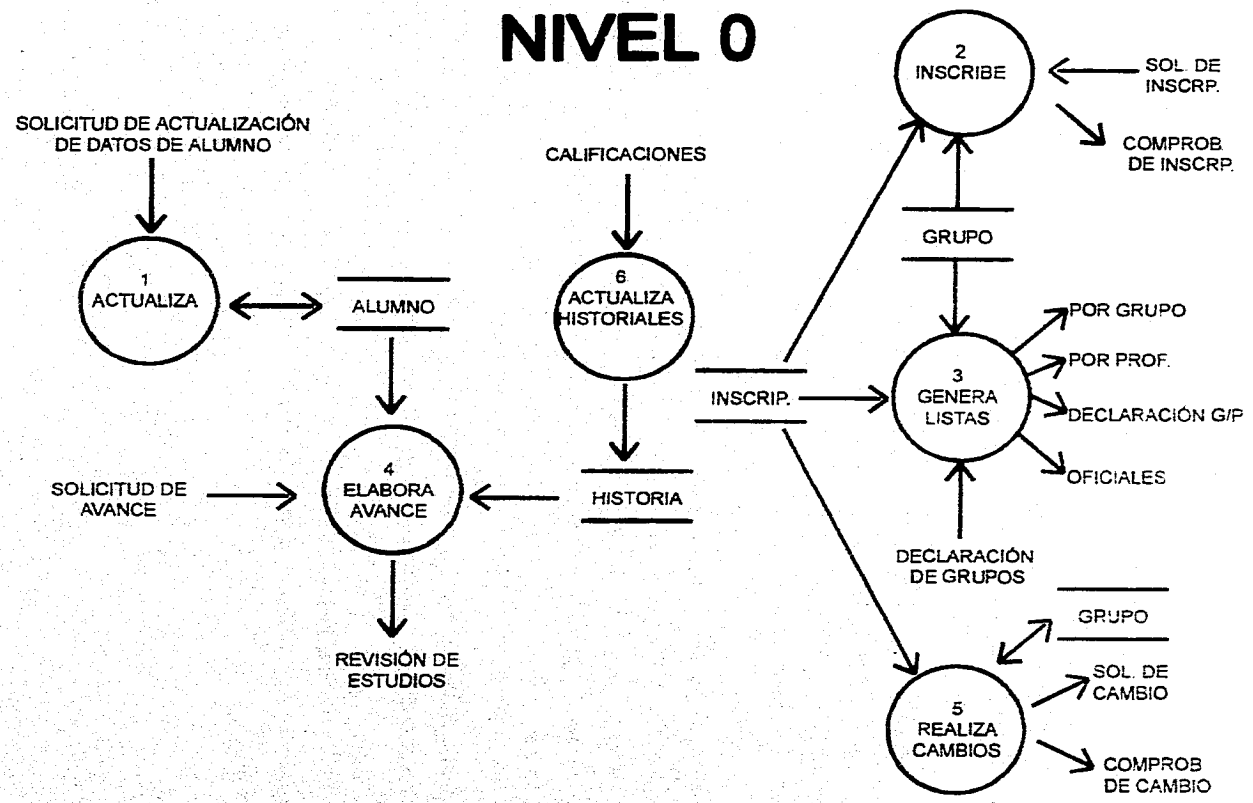 NIVEL 0
2
INSCRIBE
SOL. DE
INSCRP.
COMPROB.
DE INSCRP.
SOLICITUD DE ACTUALIZACIÓN
DE DATOS DE ALUMNO
CALIFICACIONES
GRUPO
1
ACTUALIZA
ALUMNO
6
ACTUALIZA
HISTORIALES
POR GRUPO
POR PROF.
DECLARACIÓN G/P
OFICIALES
INSCRIP.
3
GENERA
LISTAS
SOLICITUD DE
AVANCE
4
ELABORA
AVANCE
HISTORIA
DECLARACIÓN
DE GRUPOS
GRUPO
REVISIÓN DE
ESTUDIOS
SOL. DE
CAMBIO
5
REALIZA
CAMBIOS
COMPROB
DE CAMBIO